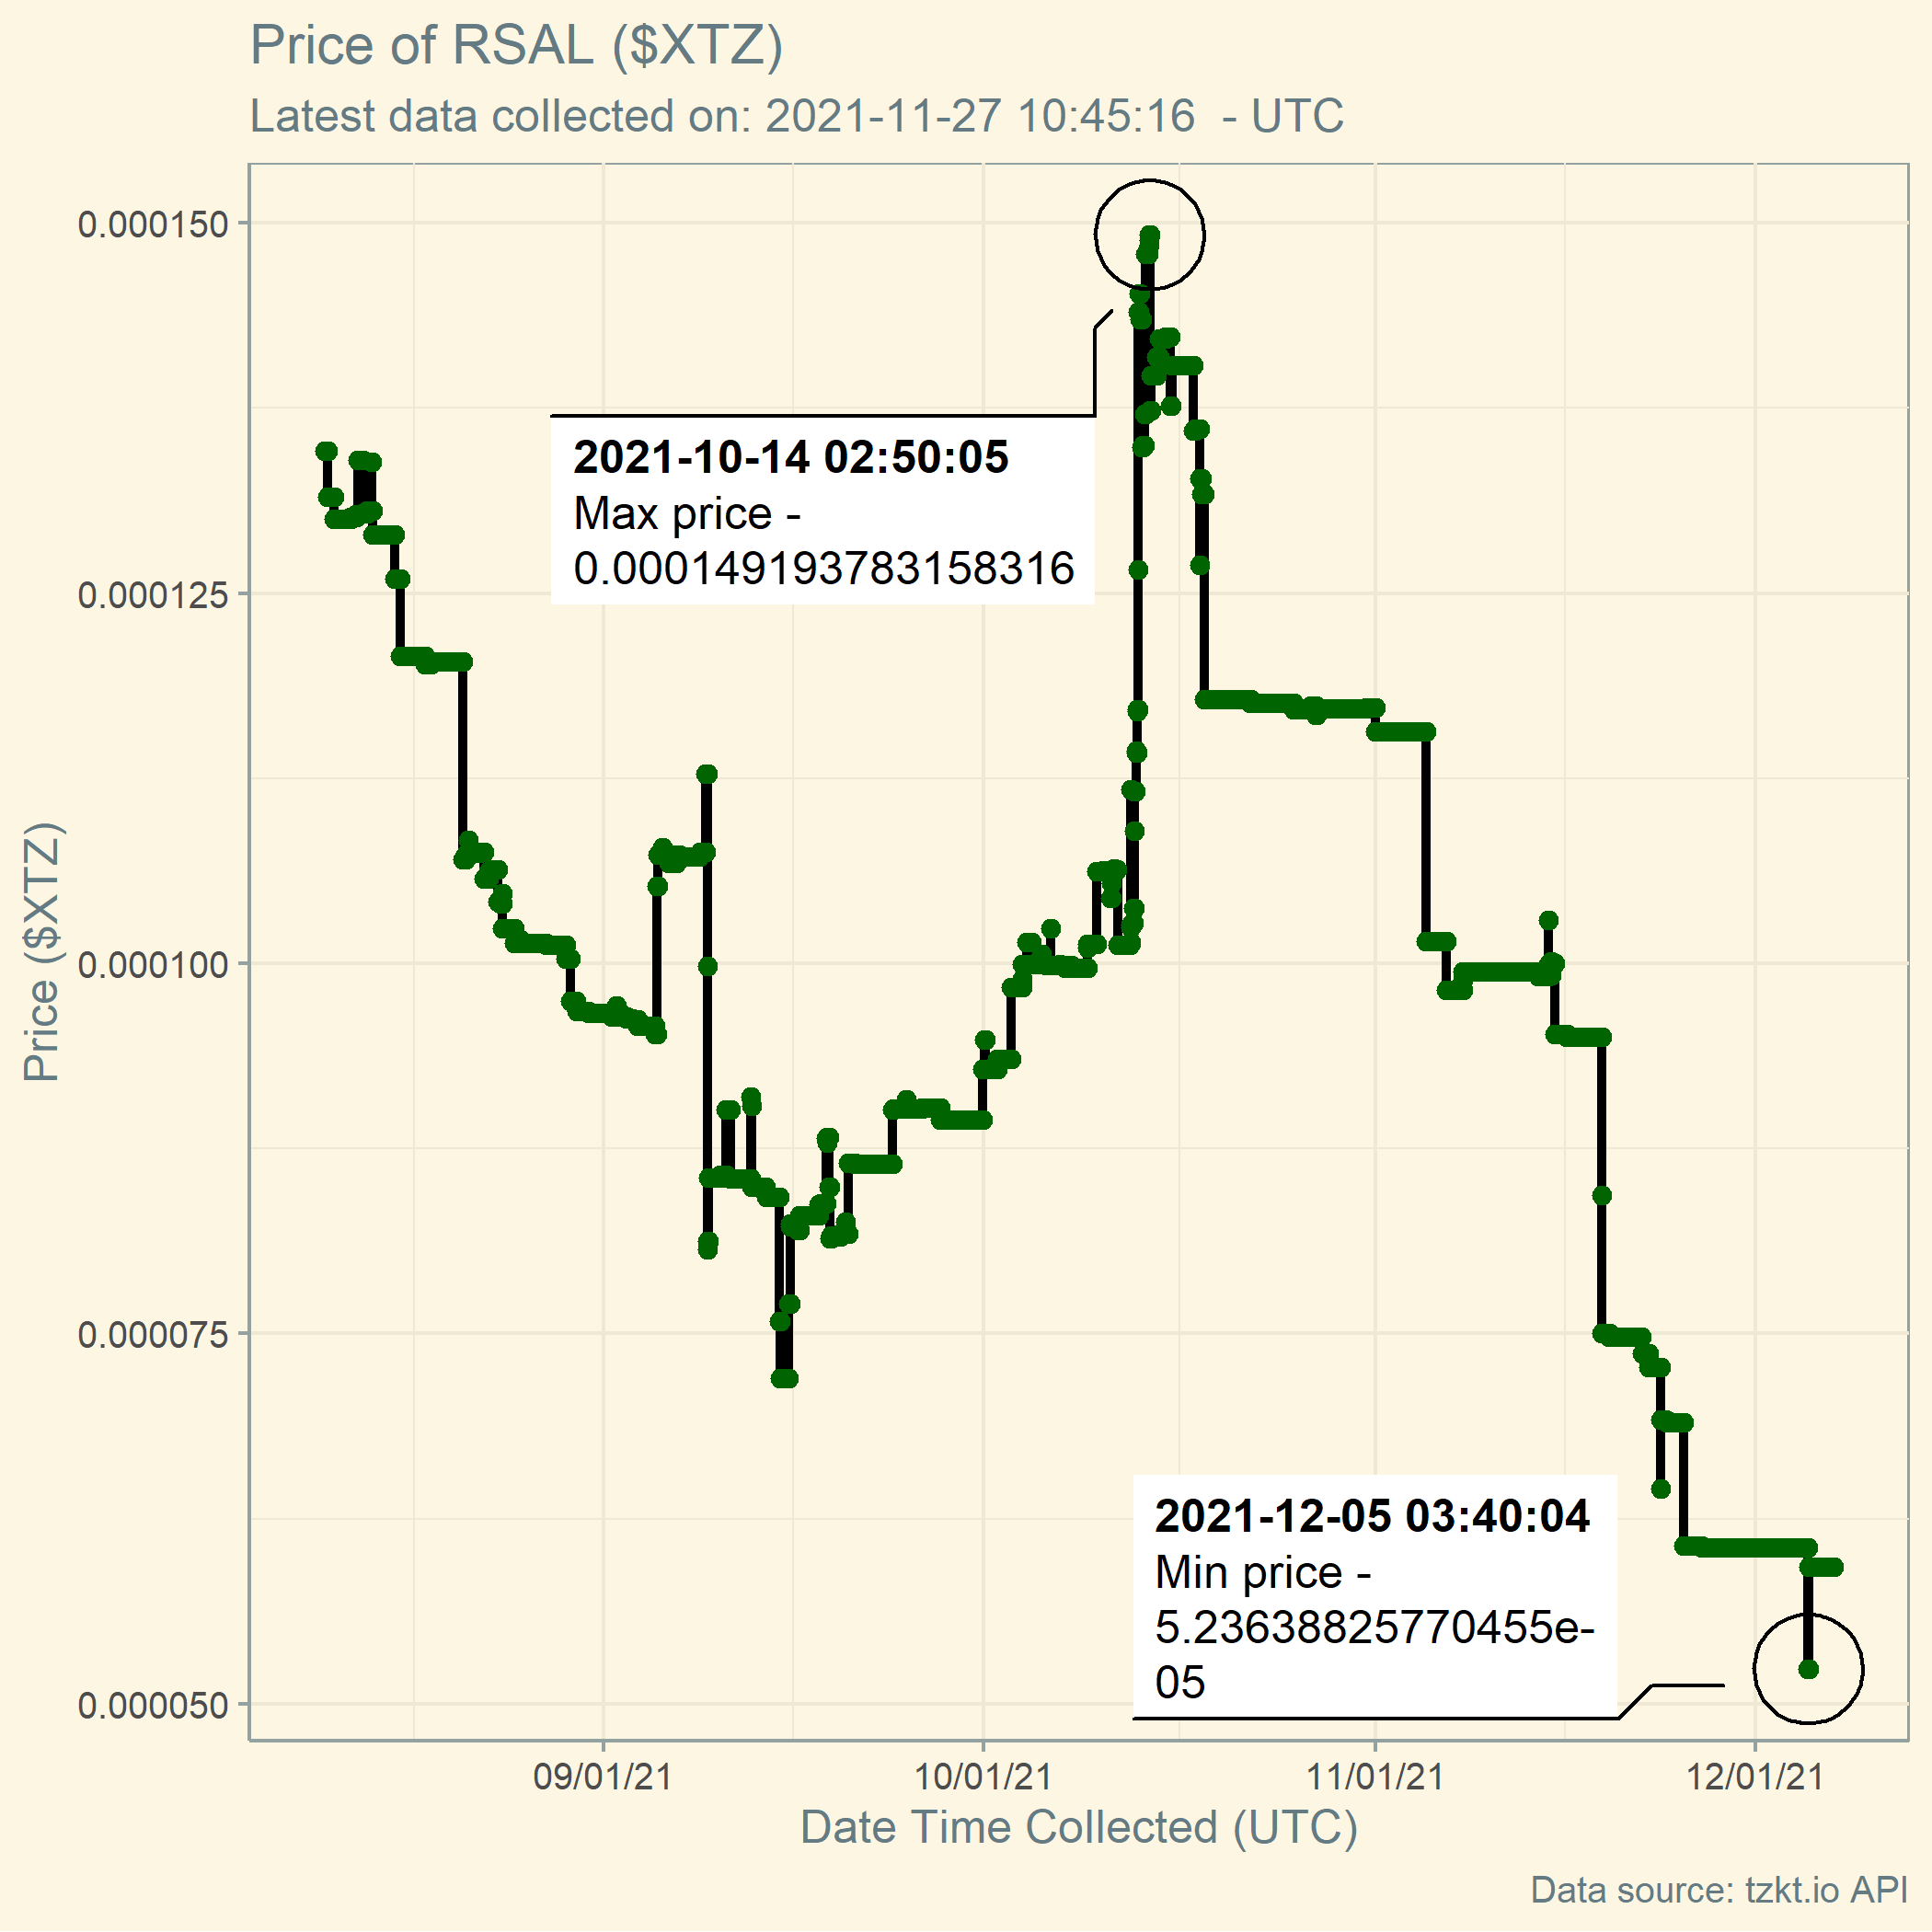 Price of RSAL ($XTZ)
Latest data collected on: 2021-11-27 10:45:16  - UTC
0.000150
0.000125
0.000100
0.000075
0.000050
Price ($XTZ)
2021-10-14 02:50:05
Max price -
0.000149193783158316
2021-12-05 03:40:04
Min price -
5.23638825770455e-
05
09/01/21
10/01/21
11/01/21
12/01/21
Date Time Collected (UTC)
Data source: tzkt.io API